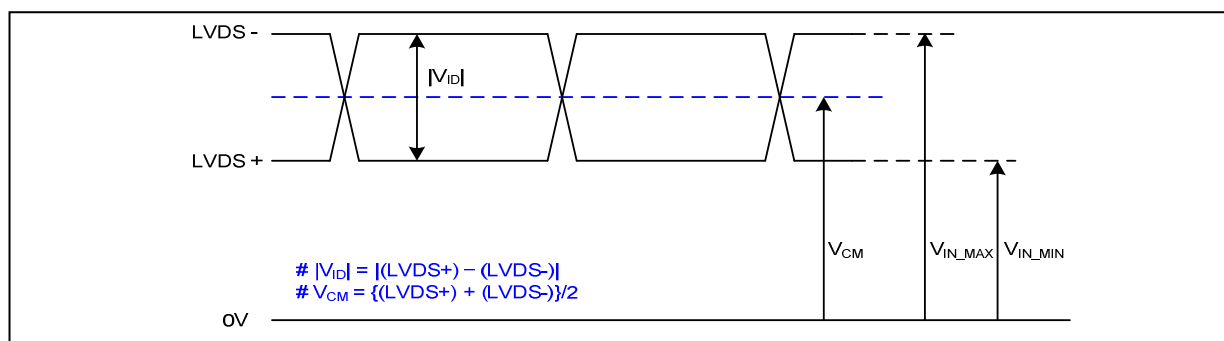 LVDS -
|VID|
LVDS +
VCM
VIN_MAX
VIN_MIN
# |VID| = |(LVDS+) – (LVDS-)|
# VCM = {(LVDS+) + (LVDS-)}/2
0V